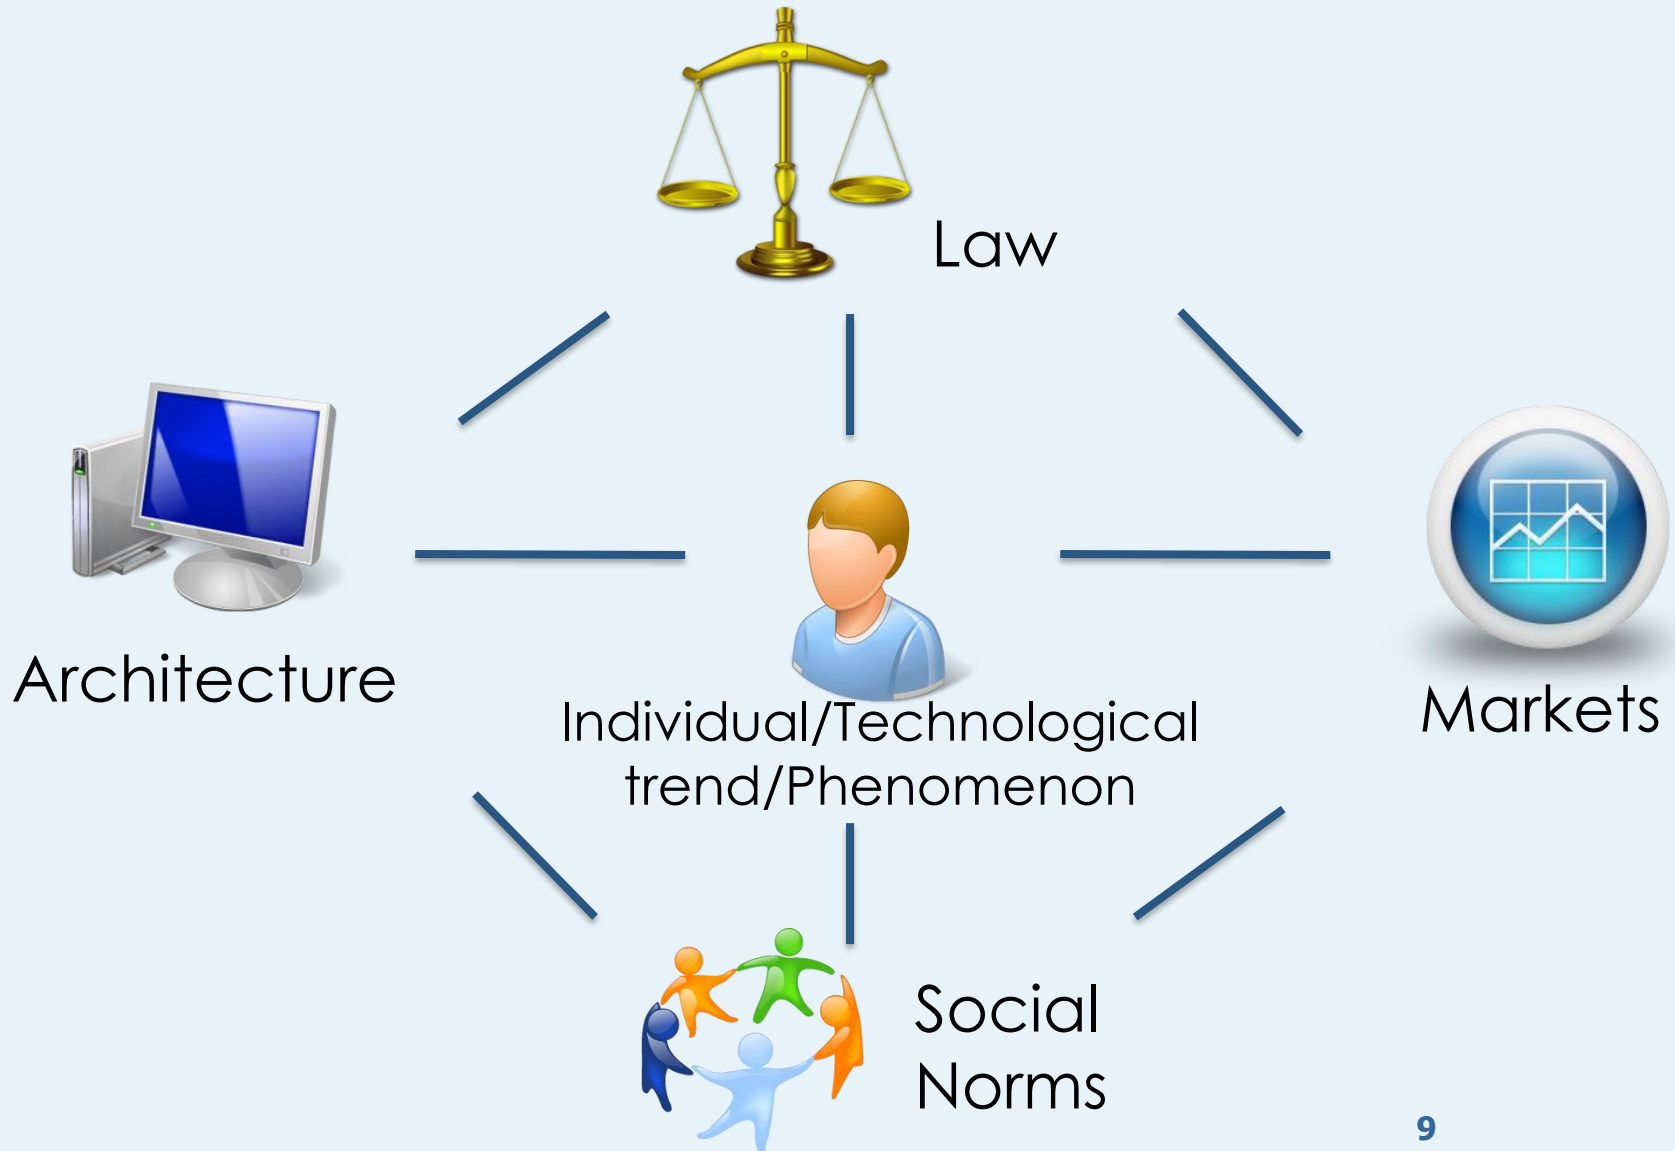 Law
Architecture
Individual/Technological
trend/Phenomenon
Markets
Social
Norms
9